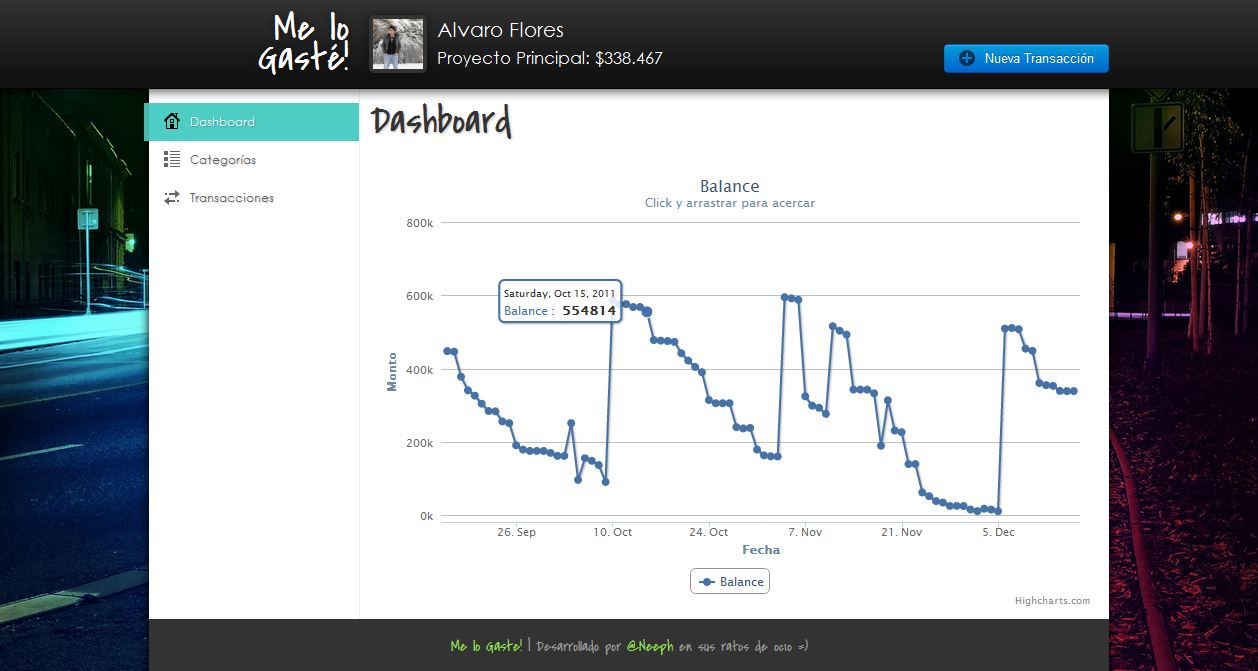 Me lo
Gasté!
Alvaro Flores
Proyecto Principal: $338.467
Nueva Transacción
Dashboard
Categorías
Transacciones
Dashboard
Balance
Click y arrastrar para acercar
800k
600k
400k
200k
0k
Monto
Saturday, Oct 15, 2011
Balance : 554814
26. Sep
10. Oct
24. Oct
7. Nov
21. Nov
5. Dec
Fecha
Balance
Highcharts.com
Me lo Gaste! | Desarrollado por @Neeph en sus ratos de ocio =)